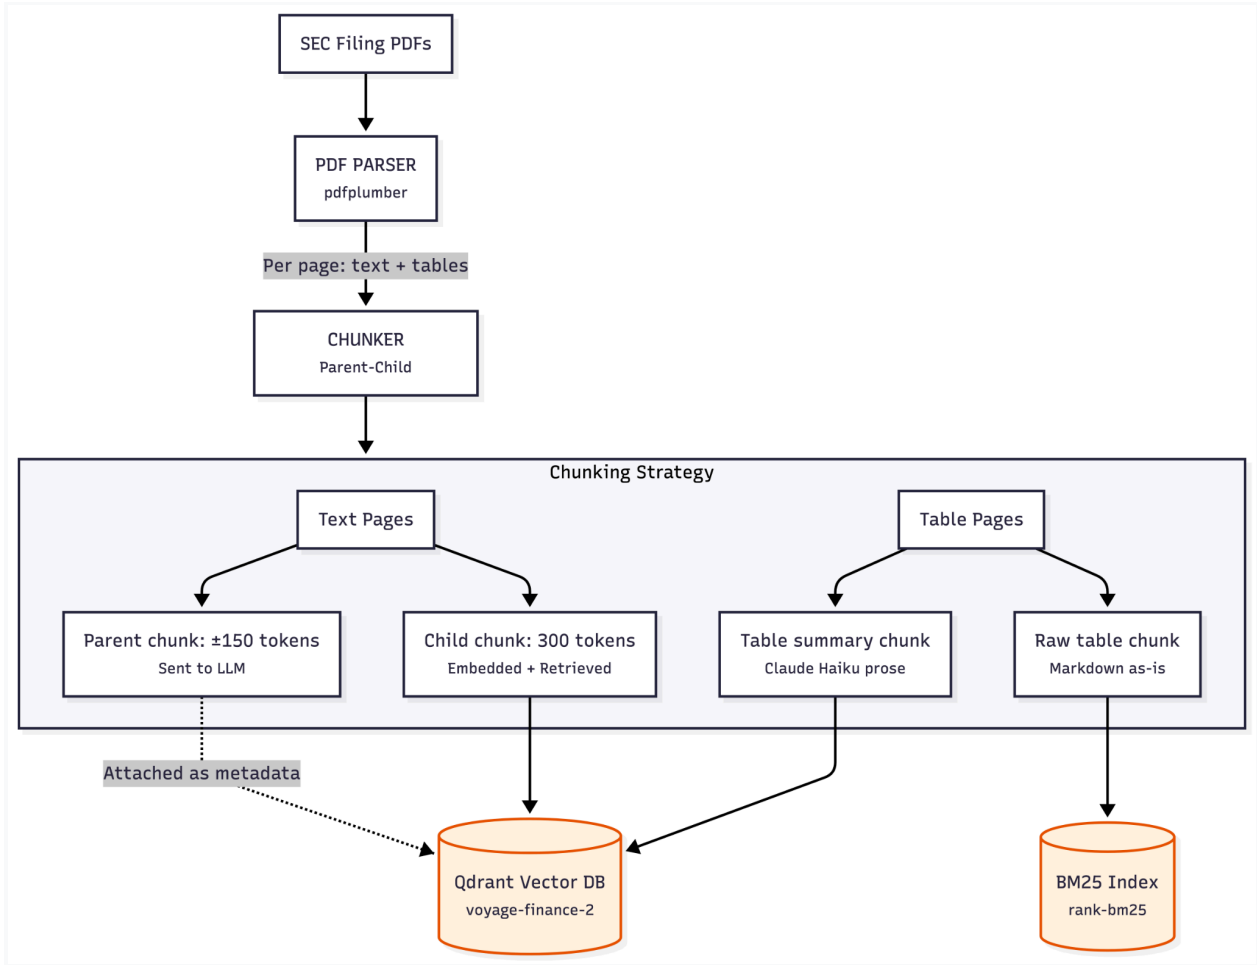 SEC Filing PDFs
PDF PARSER
pdfplumber
Per page: text + tables
CHUNKER
Parent-Child
Chunking Strategy
Text Pages
Table Pages
Parent chunk: ±150 tokens
Sent to LLM
Child chunk: 300 tokens
Embedded + Retrieved
Table summary chunk
Claude Haiku prose
Raw table chunk
Markdown as-is
Attached as metadata
Qdrant Vector DB
voyage-finance-2
BM25 Index
rank-bm25